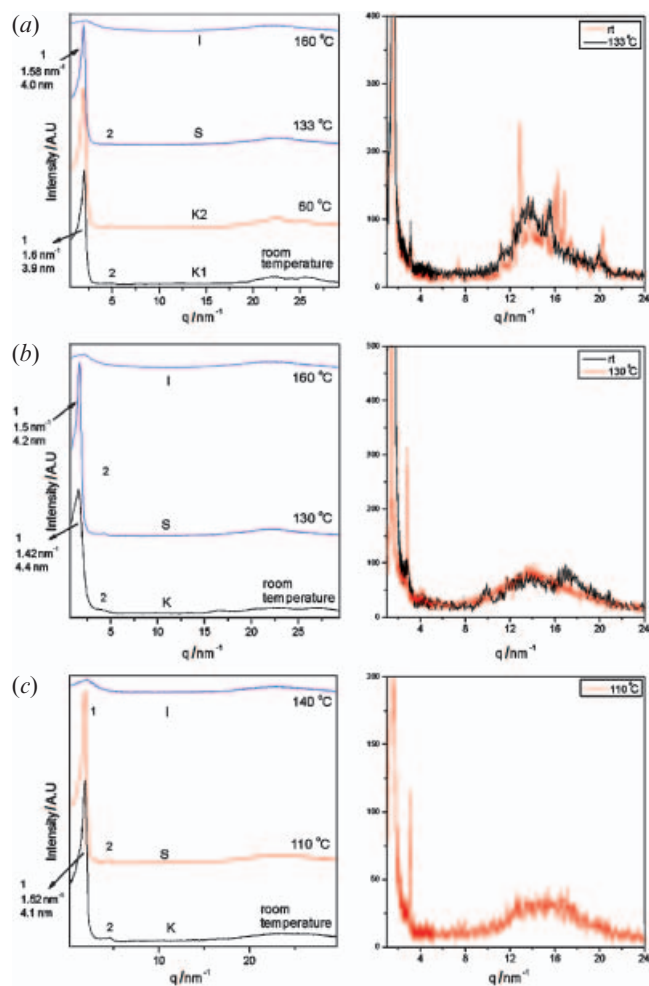 (a)
I
160 °C
1
1.58 nm⁻¹
4.0 nm
2
S
133 °C
K2
60 °C
1
1.6 nm⁻¹
3.9 nm
2
K1
room
temperature
Intensity / A.U
5
10
15
20
25
q /nm⁻¹
rt
133°C
400
300
200
100
0
4
8
12
16
20
24
q /nm⁻¹
(b)
I
160 °C
1
1.5 nm⁻¹
4.2 nm
2
S
130 °C
1
1.42 nm⁻¹
4.4 nm
2
K
room
temperature
Intensity / A.U
5
10
15
20
25
q /nm⁻¹
rt
130°C
500
400
300
200
100
0
4
8
12
16
20
24
q /nm⁻¹
(c)
I
140 °C
1
2
S
110 °C
1
1.52 nm⁻¹
4.1 nm
2
K
room
temperature
Intensity / A.U
10
20
q /nm⁻¹
110°C
200
150
100
50
25
0
4
8
12
16
20
24
q /nm⁻¹